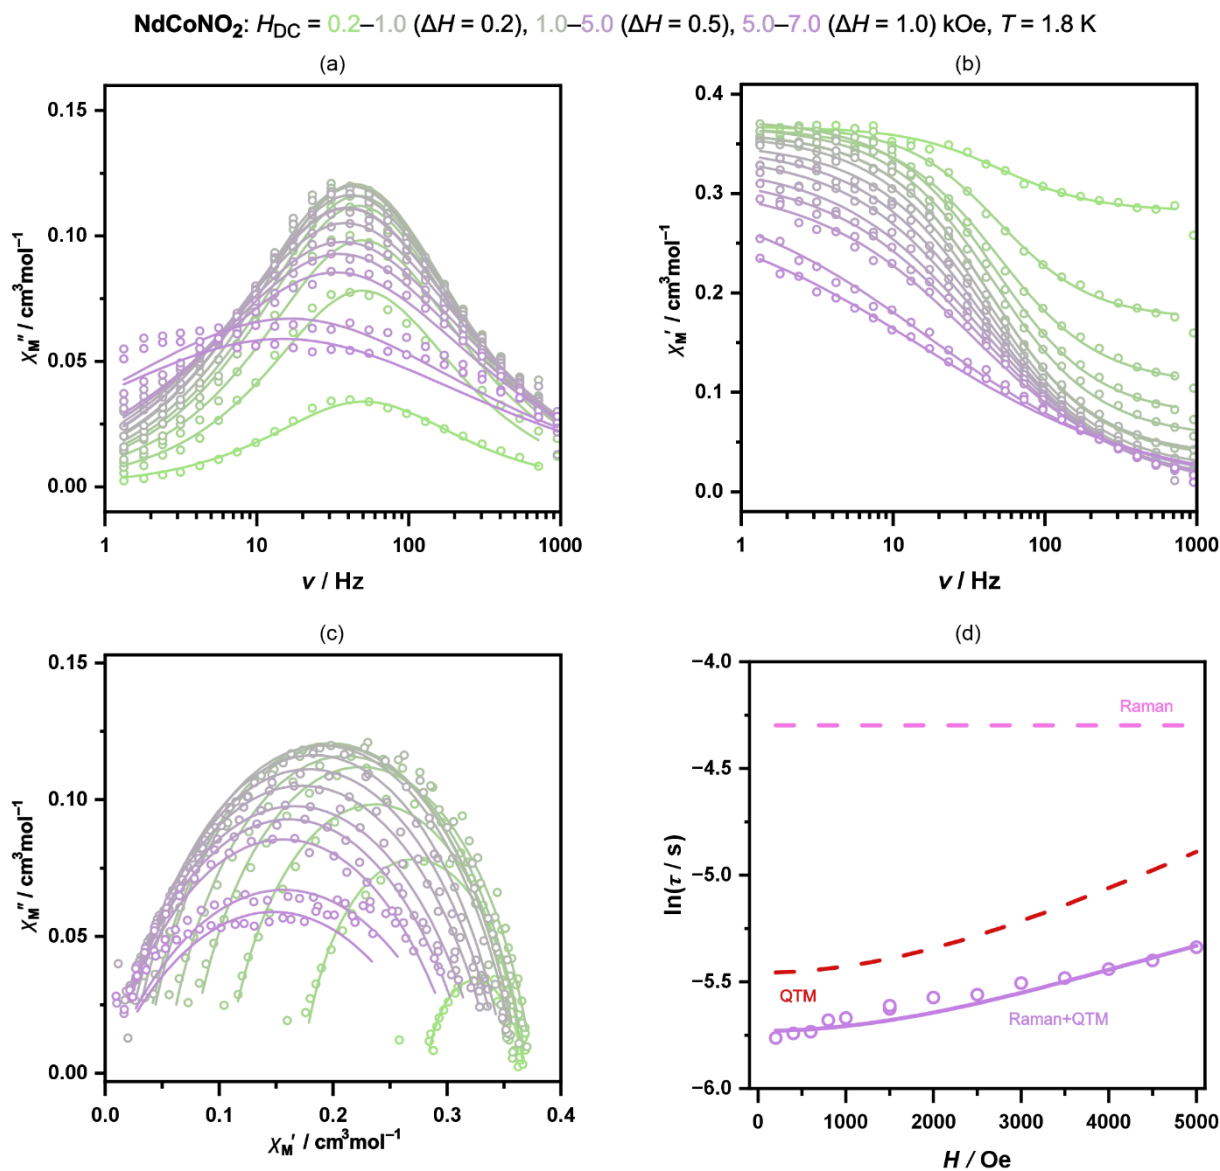 NdCoNO₂: H_DC = 0.2–1.0 (ΔH = 0.2), 1.0–5.0 (ΔH = 0.5), 5.0–7.0 (ΔH = 1.0) kOe, T = 1.8 K
(a)
0.15
0.10
0.05
0.00
χ_M'' / cm³mol⁻¹
1 10 100 1000
ν / Hz
(b)
0.4
0.3
0.2
0.1
0.0
χ_M' / cm³mol⁻¹
1 10 100 1000
ν / Hz
(c)
0.15
0.10
0.05
0.00
χ_M'' / cm³mol⁻¹
0.0 0.1 0.2 0.3 0.4
χ_M' / cm³mol⁻¹
(d)
−4.0
−4.5
−5.0
−5.5
−6.0
ln(τ / s)
Raman
QTM
Raman+QTM
0 1000 2000 3000 4000 5000
H / Oe